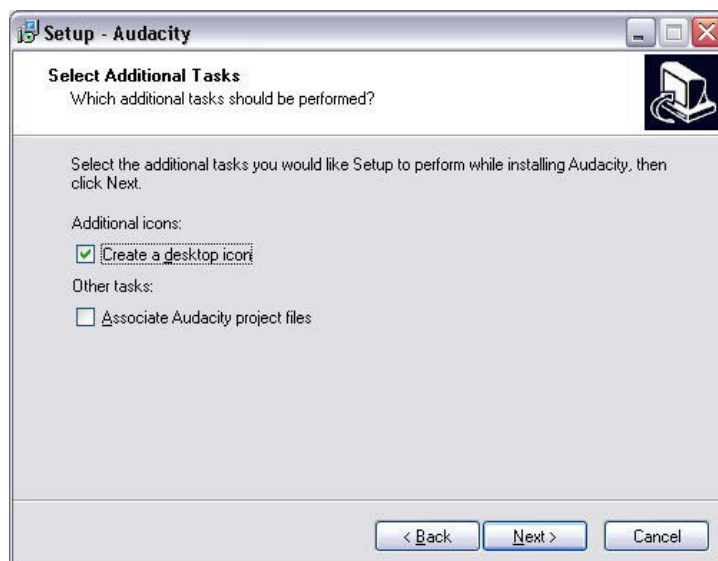 Setup - Audacity
Select Additional Tasks
Which additional tasks should be performed?
Select the additional tasks you would like Setup to perform while installing Audacity, then
click Next.
Additional icons:
Create a desktop icon
Other tasks:
Associate Audacity project files
< Back
Next >
Cancel